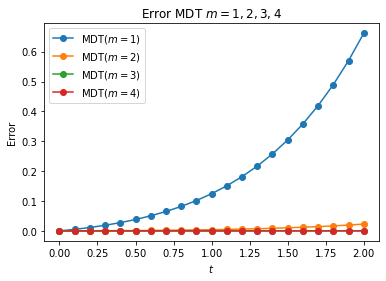 Error MDT m = 1, 2, 3, 4
MDT(m = 1)
MDT(m = 2)
MDT(m = 3)
MDT(m = 4)
Error
0.6
0.5
0.4
0.3
0.2
0.1
0.0
0.00 0.25 0.50 0.75 1.00 1.25 1.50 1.75 2.00
t